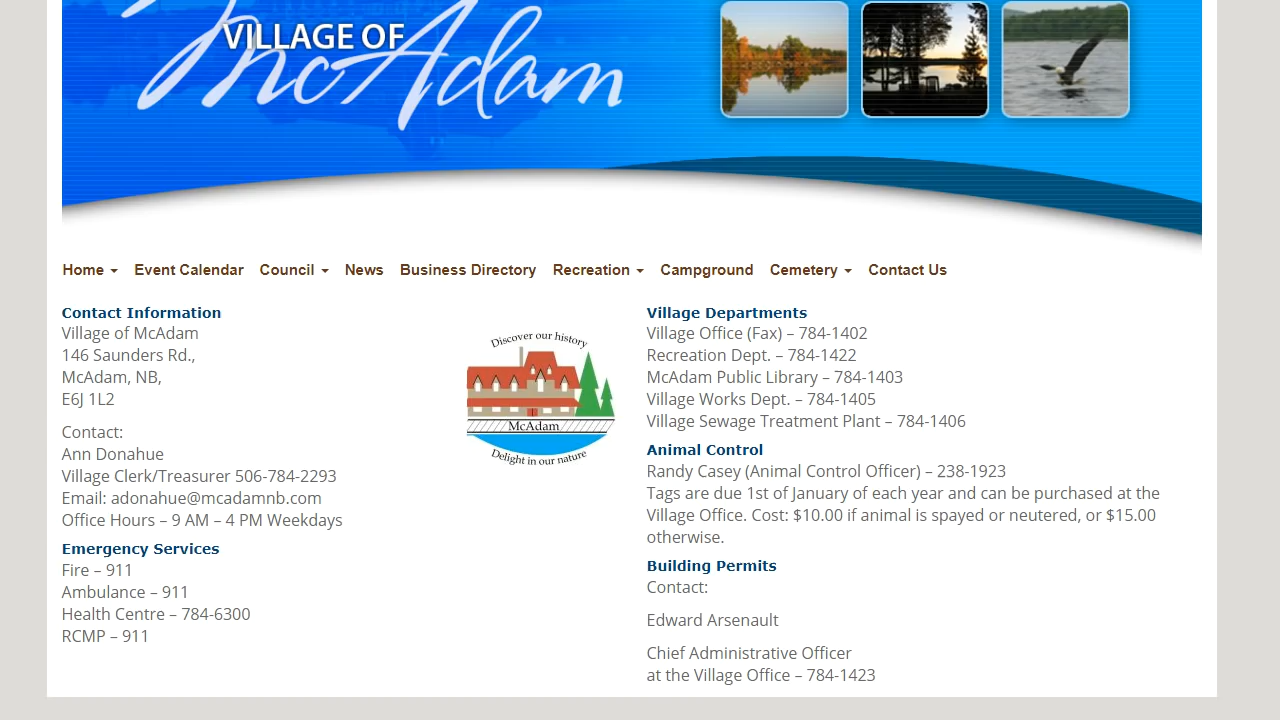 VILLAGE OF
McAdam
Home
Event Calendar
Council
News
Business Directory
Recreation
Campground
Cemetery
Contact Us
Contact Information
Village of McAdam
146 Saunders Rd.,
McAdam, NB,
E6J 1L2
Contact:
Ann Donahue
Village Clerk/Treasurer 506-784-2293
Email: adonahue@mcadamnb.com
Office Hours – 9 AM – 4 PM Weekdays
Emergency Services
Fire – 911
Ambulance – 911
Health Centre – 784-6300
RCMP – 911
Discover our history
McAdam
Delight in our nature
Village Departments
Village Office (Fax) – 784-1402
Recreation Dept. – 784-1422
McAdam Public Library – 784-1403
Village Works Dept. – 784-1405
Village Sewage Treatment Plant – 784-1406
Animal Control
Randy Casey (Animal Control Officer) – 238-1923
Tags are due 1st of January of each year and can be purchased at the
Village Office. Cost: $10.00 if animal is spayed or neutered, or $15.00
otherwise.
Building Permits
Contact:
Edward Arsenault
Chief Administrative Officer
at the Village Office – 784-1423